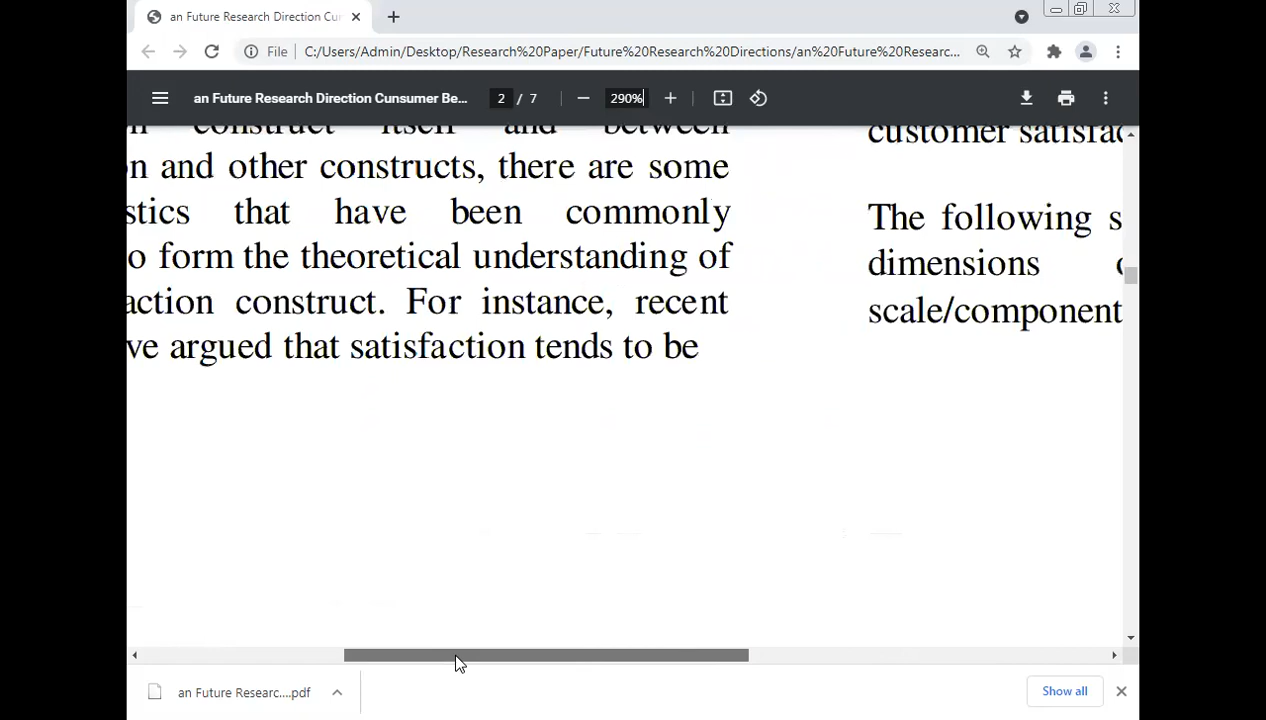 an Future Research Direction Cur
File C:/Users/Admin/Desktop/Research%20Paper/Future%20Research%20Directions/an%20Future%20Researc...
an Future Research Direction Cunsumer Be... 2 / 7 290%
construct itself and between
on and other constructs, there are some
stics that have been commonly
o form the theoretical understanding of
action construct. For instance, recent
ve argued that satisfaction tends to be
customer satisfac
The following s
dimensions
scale/component
an Future Researc....pdf
Show all